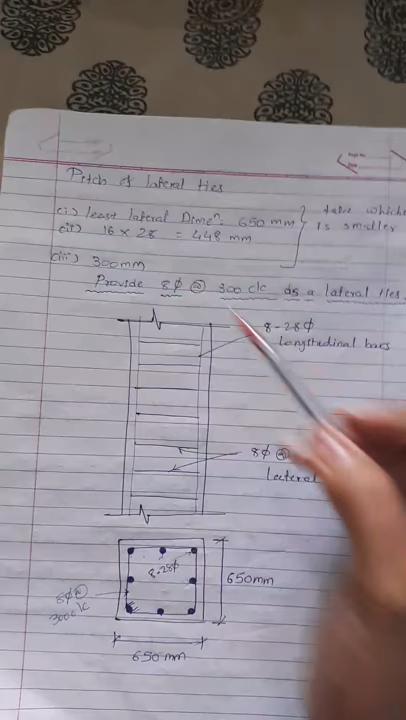 Pitch of lateral ties
(i) least lateral Dimeⁿ = 650 mm
(ii) 16 × 28 = 448 mm
take which
is smaller
(iii) 300mm
Provide 8φ @ 300 c/c as a lateral ties.
8-28φ
Longitudinal bars
8φ @
Lateral
8-28φ
8φ @
300 c/c
650mm
650 mm